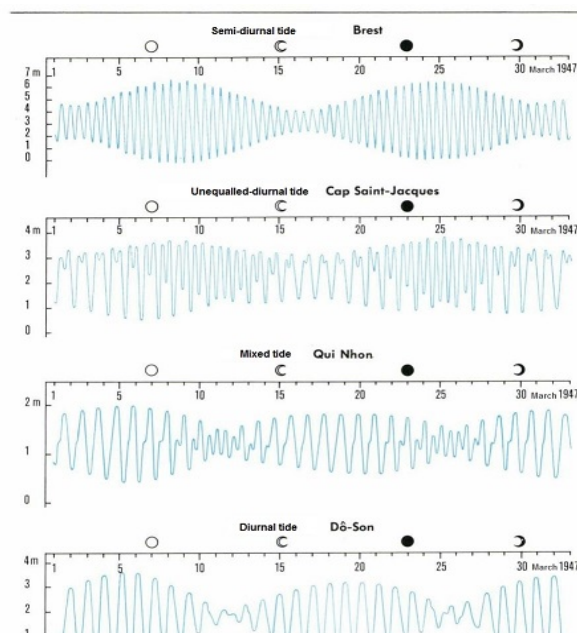 Semi-diurnal tide Brest
7 m 1 5 10 15 20 25 30 March 1947
6
5
4
3
2
1
0
Unequalled-diurnal tide Cap Saint-Jacques
4 m 1 5 10 15 20 25 30 March 1947
3
2
1
0
Mixed tide Qui Nhon
2 m 1 5 10 15 20 25 30 March 1947
1
0
Diurnal tide Dô-Son
4 m 1 5 10 15 20 25 30 March 1947
3
2
1